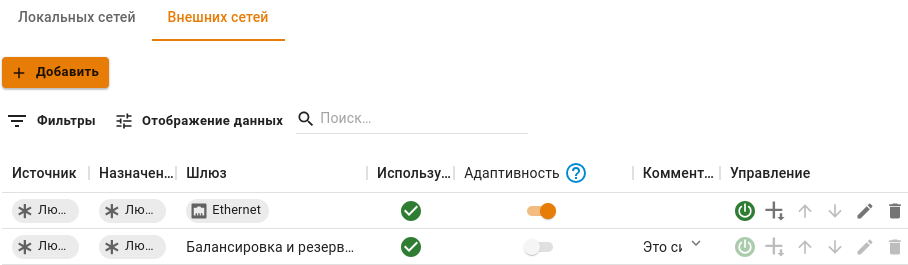 Локальных сетей Внешних сетей
+ Добавить
Фильтры Отображение данных Поиск...
Источник Назначен... Шлюз Использу... Адаптивность ? Коммент... Управление
Лю... Лю... Ethernet
Лю... Лю... Балансировка и резерв... Это